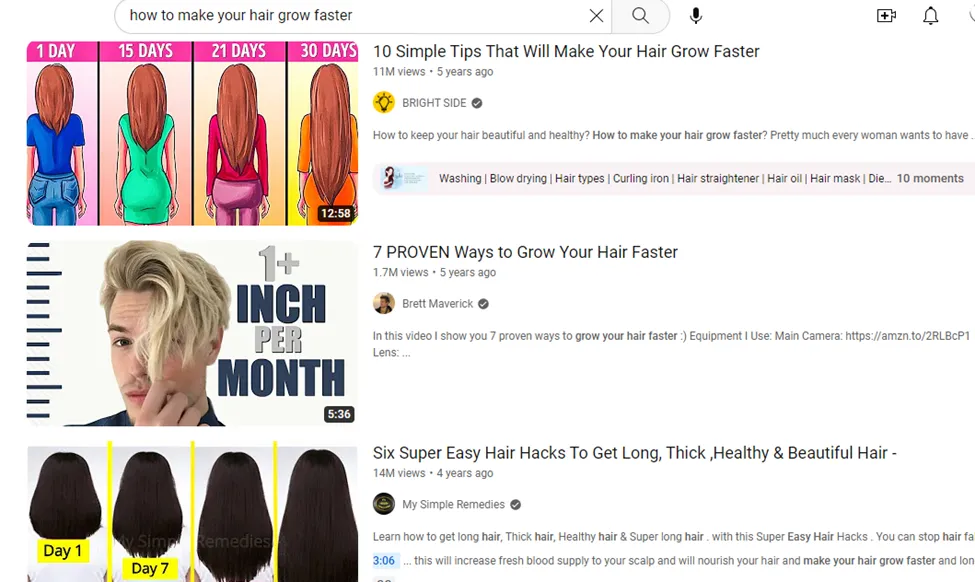 how to make your hair grow faster
1 DAY
15 DAYS
21 DAYS
30 DAYS
12:58
10 Simple Tips That Will Make Your Hair Grow Faster
11M views • 5 years ago
BRIGHT SIDE
How to keep your hair beautiful and healthy? How to make your hair grow faster? Pretty much every woman wants to have ..
Washing | Blow drying | Hair types | Curling iron | Hair straightener | Hair oil | Hair mask | Die... 10 moments
1+
INCH
PER
MONTH
5:36
7 PROVEN Ways to Grow Your Hair Faster
1.7M views • 5 years ago
Brett Maverick
In this video I show you 7 proven ways to grow your hair faster :) Equipment I Use: Main Camera: https://amzn.to/2RLBcP1
Lens: ...
Day 1
Day 7
My Simple Remedies
Six Super Easy Hair Hacks To Get Long, Thick ,Healthy & Beautiful Hair -
14M views • 4 years ago
My Simple Remedies
Learn how to get long hair, Thick hair, Healthy hair & Super long hair . with this Super Easy Hair Hacks . You can stop hair fa
3:06 ... this will increase fresh blood supply to your scalp and will nourish your hair and make your hair grow faster and lo